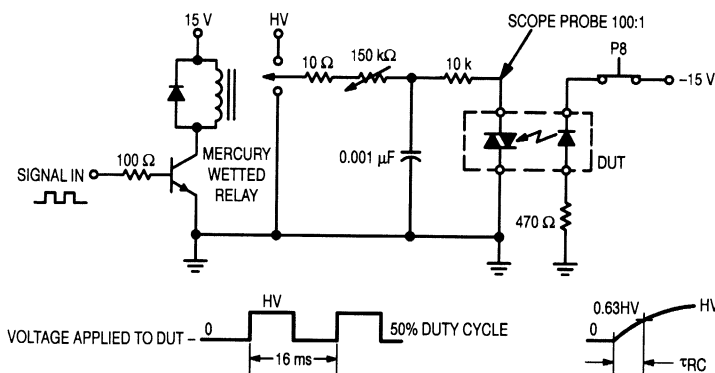 SCOPE PROBE 100:1
15 V
HV
P8
10 Ω
150 kΩ
10 k
–15 V
MERCURY
WETTED
RELAY
100 Ω
SIGNAL IN
0.001 µF
DUT
470 Ω
VOLTAGE APPLIED TO DUT –
0
HV
50% DUTY CYCLE
16 ms
0.63HV
HV
0
τRC